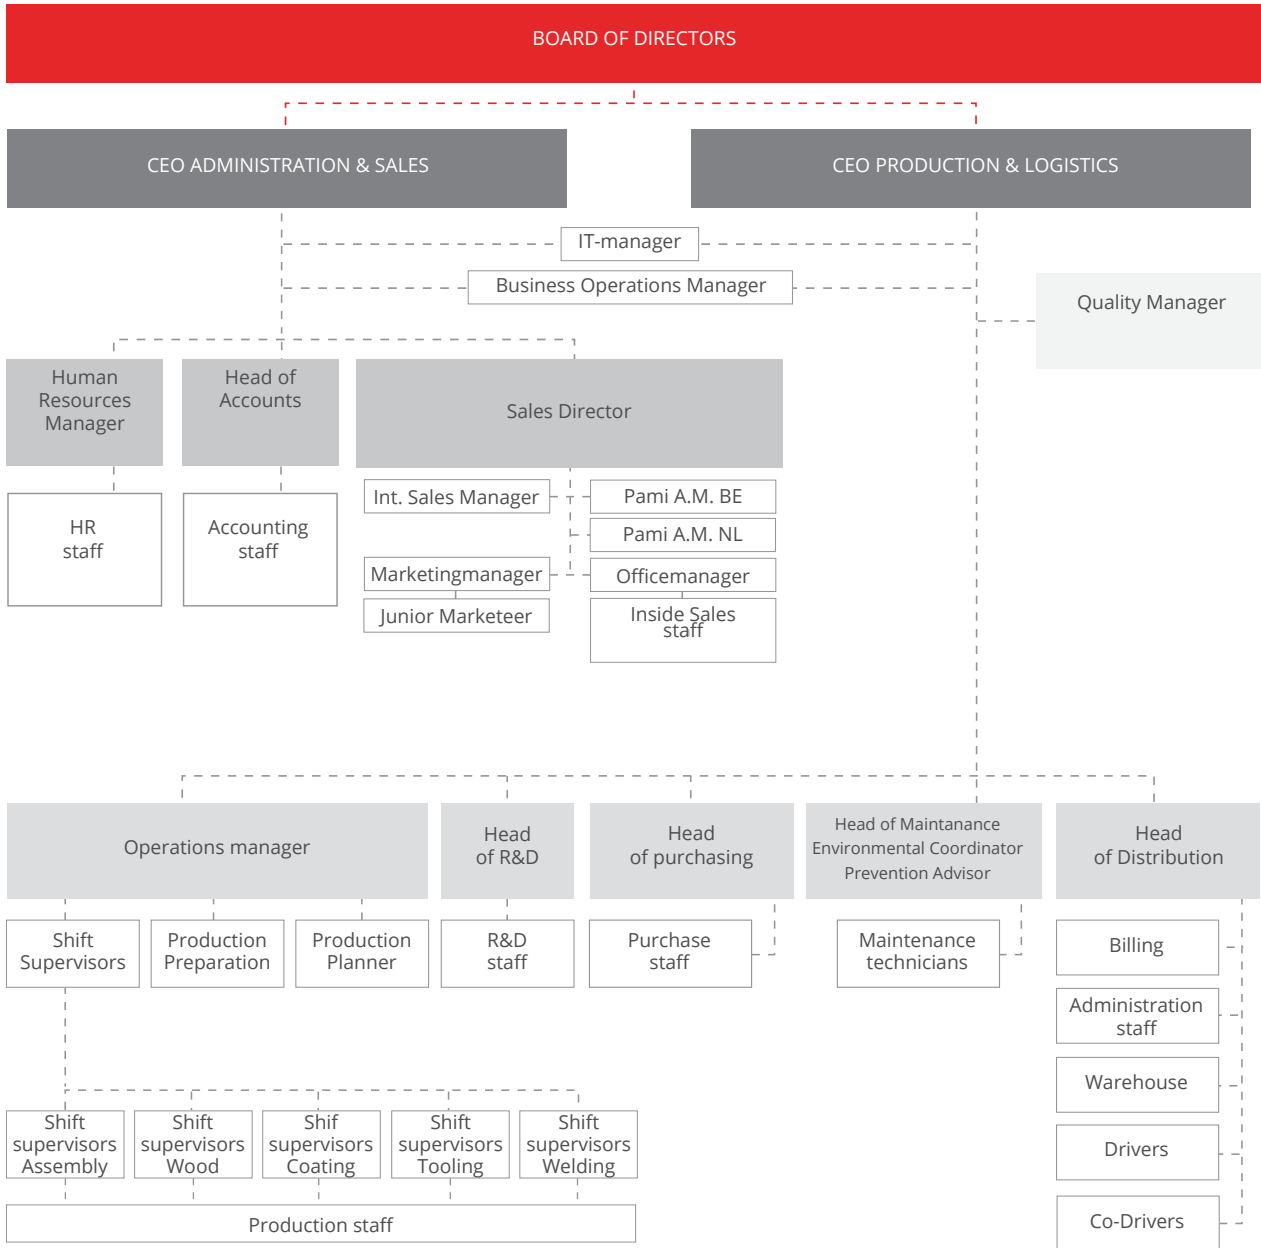 BOARD OF DIRECTORS
CEO ADMINISTRATION & SALES
CEO PRODUCTION & LOGISTICS
IT-manager
Business Operations Manager
Quality Manager
Human
Resources
Manager
Head of
Accounts
Sales Director
HR
staff
Accounting
staff
Int. Sales Manager
Pami A.M. BE
Pami A.M. NL
Marketingmanager
Officemanager
Junior Marketeer
Inside Sales
staff
Operations manager
Head
of R&D
Head
of purchasing
Head of Maintanance
Environmental Coordinator
Prevention Advisor
Head
of Distribution
Shift
Supervisors
Production
Preparation
Production
Planner
R&D
staff
Purchase
staff
Maintenance
technicians
Billing
Administration
staff
Warehouse
Drivers
Co-Drivers
Shift
supervisors
Assembly
Shift
supervisors
Wood
Shif
supervisors
Coating
Shift
supervisors
Tooling
Shift
supervisors
Welding
Production staff